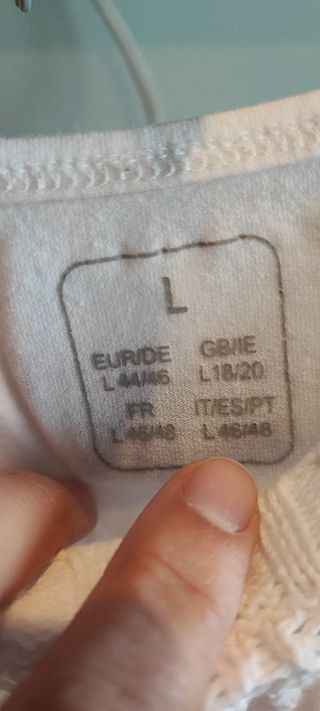 L
EUR/DE GB/IE
L 44/46 L 18/20
FR IT/ES/PT
L 46/48 L 46/48